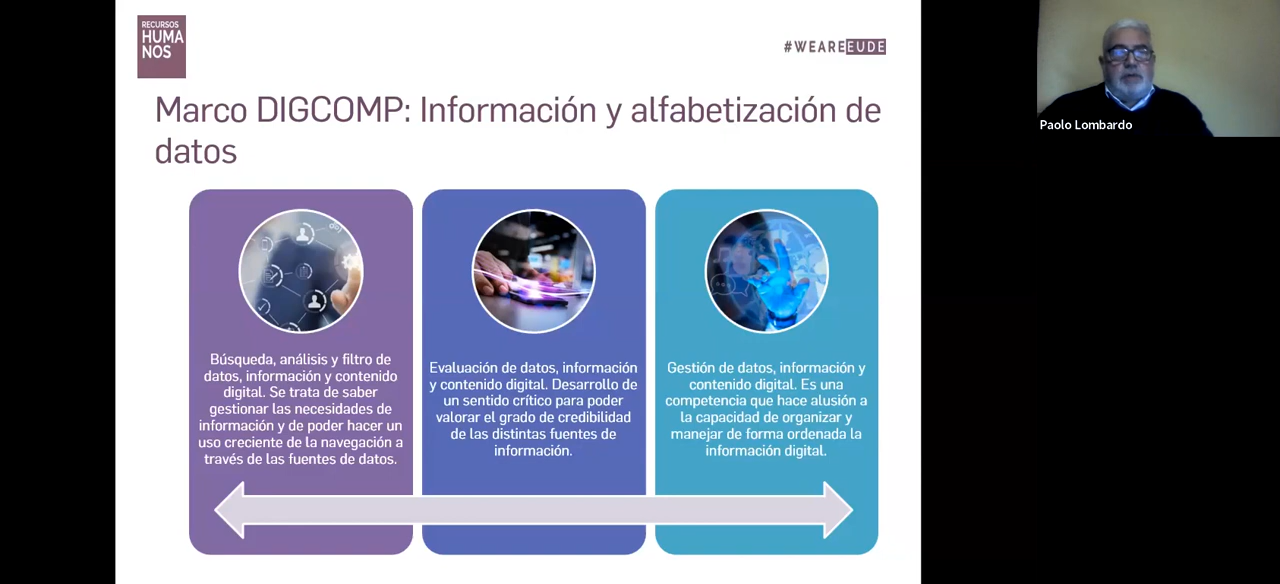 RECURSOS
HUMA
NOS
#WEAREEUDE
Marco DIGCOMP: Información y alfabetización de
datos
Búsqueda, análisis y filtro de
datos, información y contenido
digital. Se trata de saber
gestionar las necesidades de
información y de poder hacer un
uso creciente de la navegación a
través de las fuentes de datos.
Evaluación de datos, información
y contenido digital. Desarrollo de
un sentido crítico para poder
valorar el grado de credibilidad
de las distintas fuentes de
información.
Gestión de datos, información y
contenido digital. Es una
competencia que hace alusión a
la capacidad de organizar y
manejar de forma ordenada la
información digital.
Paolo Lombardo